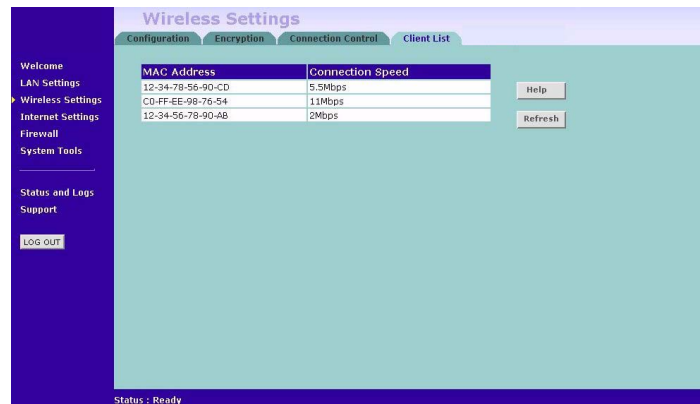 Wireless Settings
Configuration Encryption Connection Control Client List
Welcome
LAN Settings
Wireless Settings
Internet Settings
Firewall
System Tools
Status and Logs
Support
LOG OUT
MAC Address Connection Speed
12-34-78-56-90-CD 5.5Mbps
C0-FF-EE-98-76-54 11Mbps
12-34-56-78-90-AB 2Mbps
Help
Refresh
Status : Ready